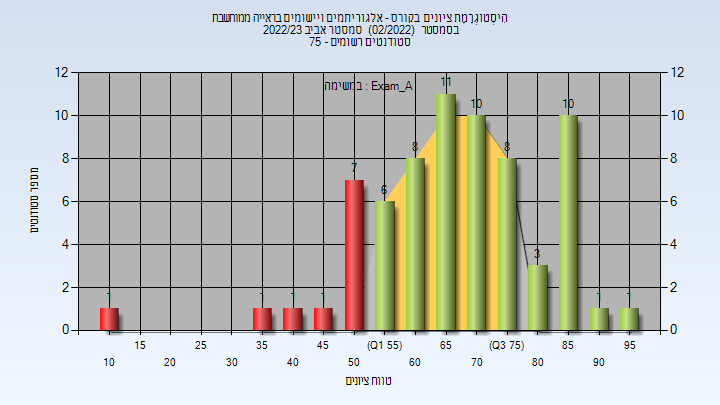 היסטוגרמת ציונים בקורס - אלגוריתמים ויישומים בראייה ממוחשבת
בסמסטר (02/2022) סמסטר אביב 2022/23
סטודנטים רשומים - 75
במשימה : Exam_A
מספר סטודנטים
12 12
10 10
8 8
6 6
4 4
2 2
0 0
1 1 1 1 7 6 8 11 10 8 3 10 1 1
15 25 35 45 (Q1 55) 65 (Q3 75) 85 95
10 20 30 40 50 60 70 80 90
טווח ציונים